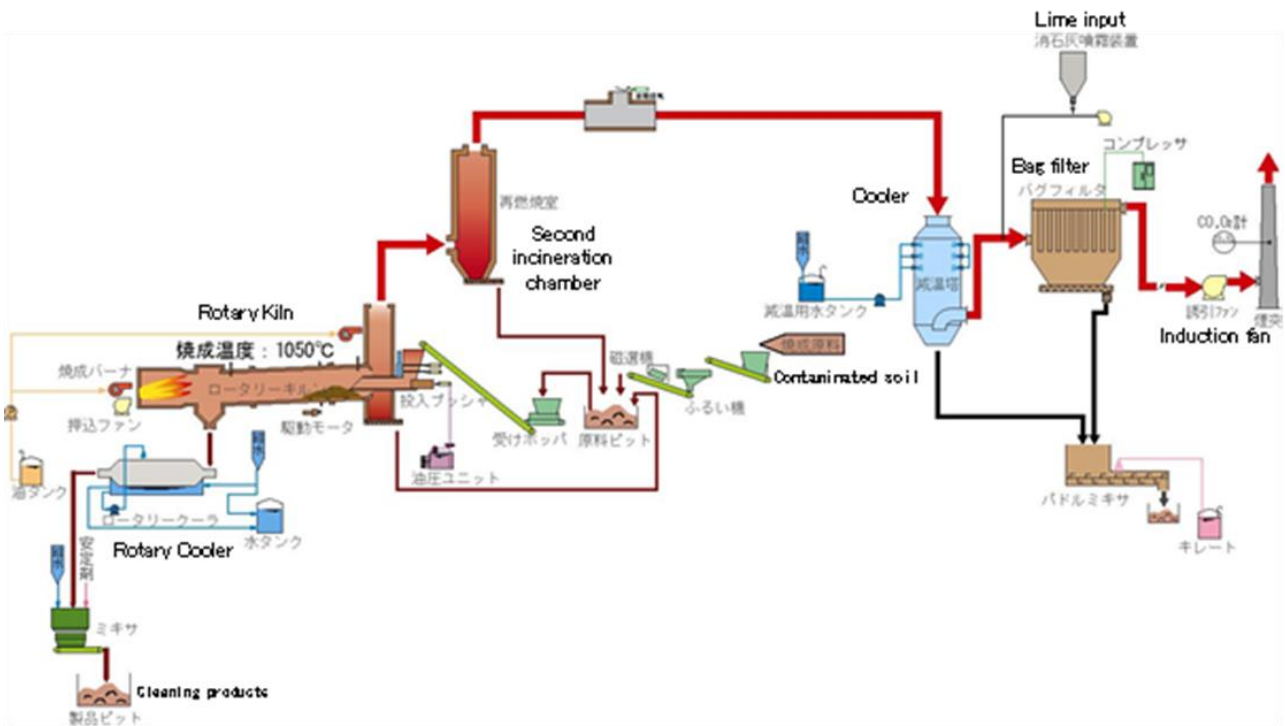 Lime input
消石灰噴霧装置
コンプレッサ
Bag filter
バグフィルタ
Cooler
再燃焼室
Second
incineration
chamber
CO,O₂計
給水
減温塔
減温用水タンク
誘引ファン
煙突
Induction fan
Rotary Kiln
焼成温度：1050℃
焼成バーナ
ロータリーキルン
押込ファン
駆動モータ
投入プッシャ
磁選機
焼成原料
Contaminated soil
ふるい機
受けホッパ
原料ピット
油圧ユニット
油タンク
給水
ロータリークーラ
水タンク
Rotary Cooler
パドルミキサ
キレート
給水
安定剤
ミキサ
Cleaning products
製品ピット